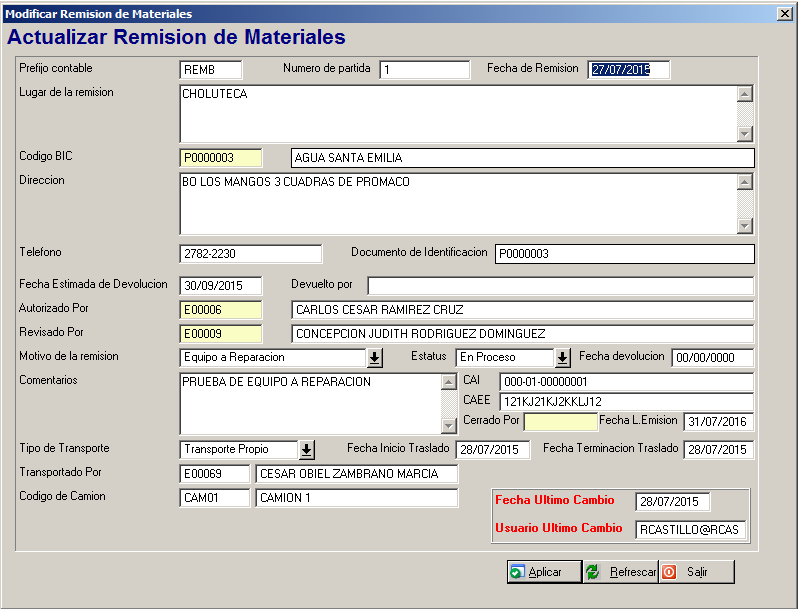 Modificar Remision de Materiales
Actualizar Remision de Materiales
Prefijo contable REMB Numero de partida 1 Fecha de Remision 27/07/2015
Lugar de la remision CHOLUTECA
Codigo BIC P0000003 AGUA SANTA EMILIA
Direccion BO LOS MANGOS 3 CUADRAS DE PROMACO
Telefono 2782-2230 Documento de Identificacion P0000003
Fecha Estimada de Devolucion 30/09/2015 Devuelto por
Autorizado Por E00006 CARLOS CESAR RAMIREZ CRUZ
Revisado Por E00009 CONCEPCION JUDITH RODRIGUEZ DOMINGUEZ
Motivo de la remision Equipo a Reparacion Estatus En Proceso Fecha devolucion 00/00/0000
Comentarios PRUEBA DE EQUIPO A REPARACION CAI 000-01-00000001
CAEE 121KJ21KJ2KKLJ12
Cerrado Por Fecha L.Emision 31/07/2016
Tipo de Transporte Transporte Propio Fecha Inicio Traslado 28/07/2015 Fecha Terminacion Traslado 28/07/2015
Transportado Por E00069 CESAR OBIEL ZAMBRANO MARCIA
Codigo de Camion CAM01 CAMION 1
Fecha Ultimo Cambio 28/07/2015
Usuario Ultimo Cambio RCASTILLO@RCAS
Aplicar Refrescar Salir